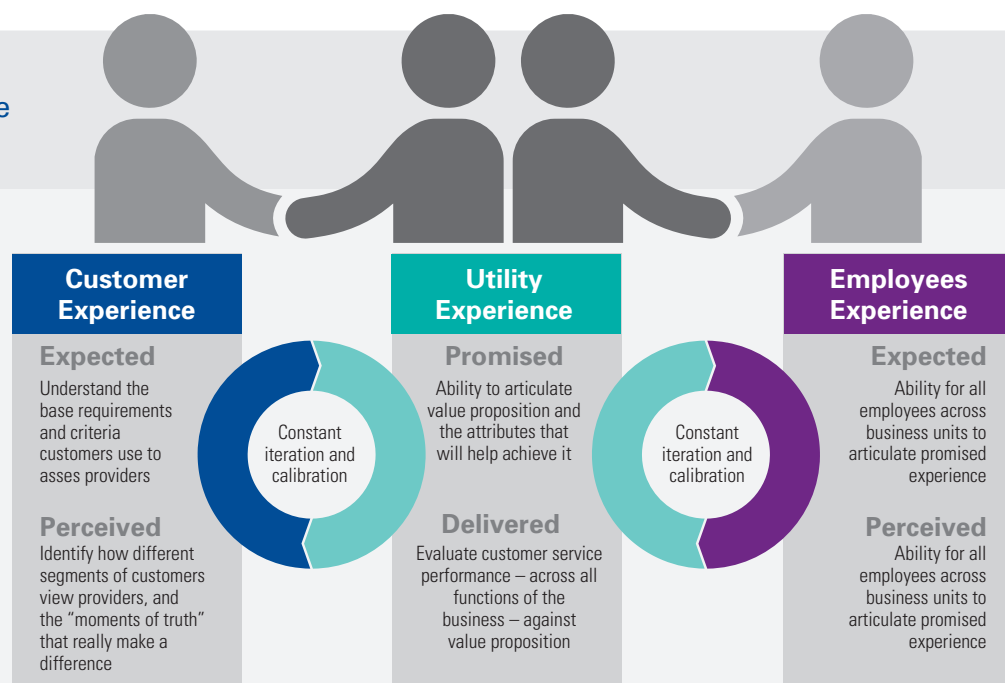 e
Customer
Experience
Expected
Understand the
base requirements
and criteria
customers use to
asses providers
Perceived
Identify how different
segments of customers
view providers, and
the “moments of truth”
that really make a
difference
Constant
iteration and
calibration
Utility
Experience
Promised
Ability to articulate
value proposition and
the attributes that
will help achieve it
Delivered
Evaluate customer service
performance – across all
functions of the
business – against
value proposition
Constant
iteration and
calibration
Employees
Experience
Expected
Ability for all
employees across
business units to
articulate promised
experience
Perceived
Ability for all
employees across
business units to
articulate promised
experience